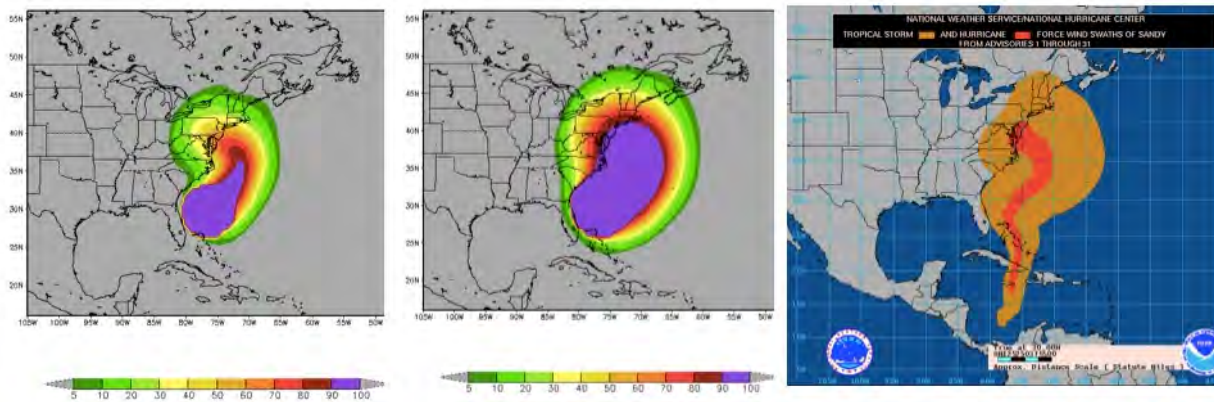 55N
50N
45N
40N
35N
30N
25N
20N
105W 100W 95W 90W 85W 80W 75W 70W 65W 60W 55W 50W
5 10 20 30 40 50 60 70 80 90 100
55N
50N
45N
40N
35N
30N
25N
20N
105W 100W 95W 90W 85W 80W 75W 70W 65W 60W 55W 50W
5 10 20 30 40 50 60 70 80 90 100
NATIONAL WEATHER SERVICE/NATIONAL HURRICANE CENTER
TROPICAL STORM AND HURRICANE FORCE WIND SWATHS OF SANDY
FROM ADVISORIES 1 THROUGH 31
Approx. Distance Scale ( Statute Miles )